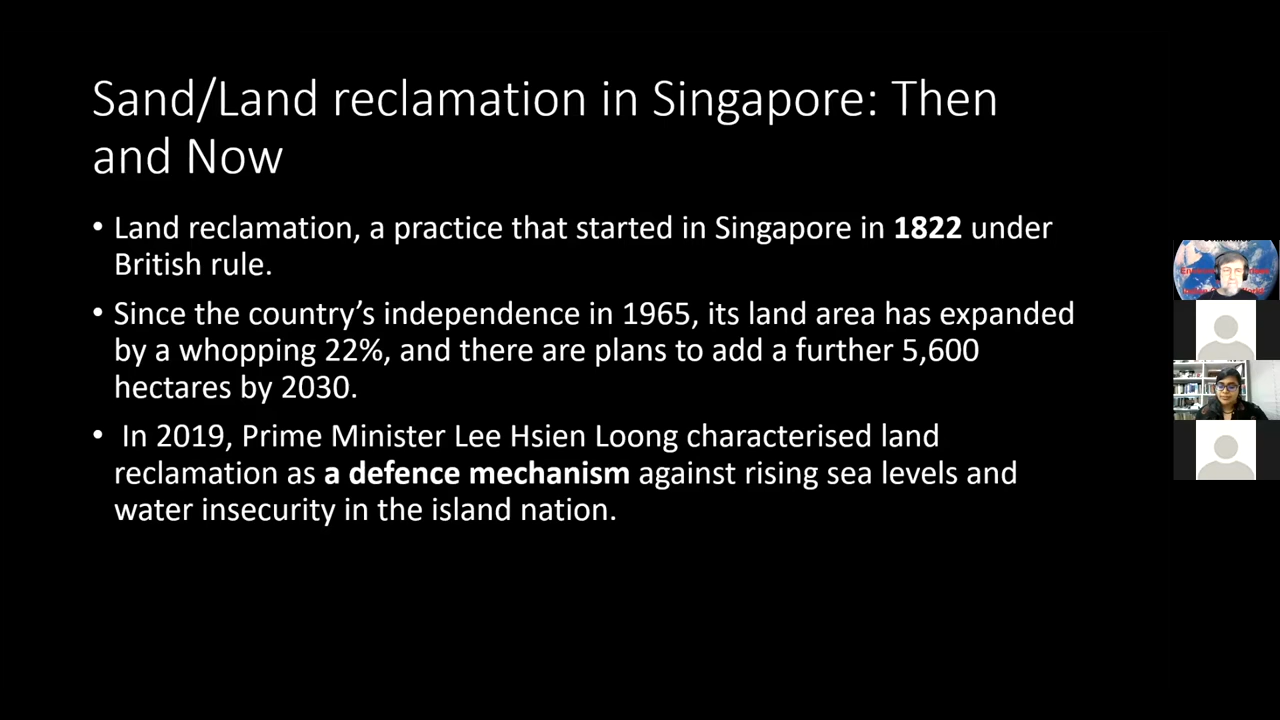 Sand/Land reclamation in Singapore: Then
and Now
• Land reclamation, a practice that started in Singapore in 1822 under
British rule.
• Since the country's independence in 1965, its land area has expanded
by a whopping 22%, and there are plans to add a further 5,600
hectares by 2030.
• In 2019, Prime Minister Lee Hsien Loong characterised land
reclamation as a defence mechanism against rising sea levels and
water insecurity in the island nation.